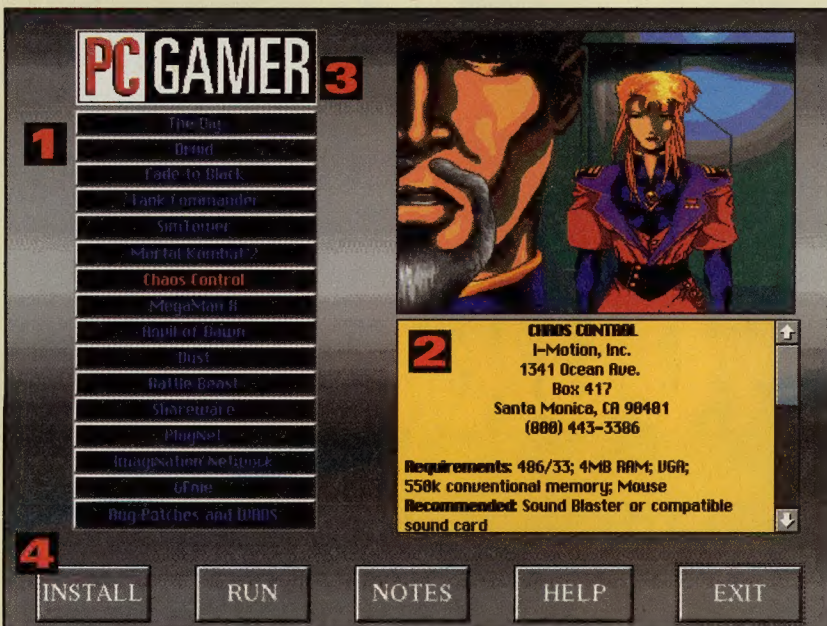 PC GAMER
3
1
The Dig
Druid
Fade to Black
Tank Commander
SimTower
Mortal Kombat 2
Chaos Control
MegaMan X
Anvil of Dawn
Dust
Battle Beast
Shareware
PlayNet
Imagination Network
GEnie
Bug Patches and WADS
2
CHAOS CONTROL
I-Motion, Inc.
1341 Ocean Ave.
Box 417
Santa Monica, CA 90401
(800) 443-3386
Requirements: 486/33; 4MB RAM; VGA;
550k conventional memory; Mouse
Recommended: Sound Blaster or compatible
sound card
4
INSTALL
RUN
NOTES
HELP
EXIT